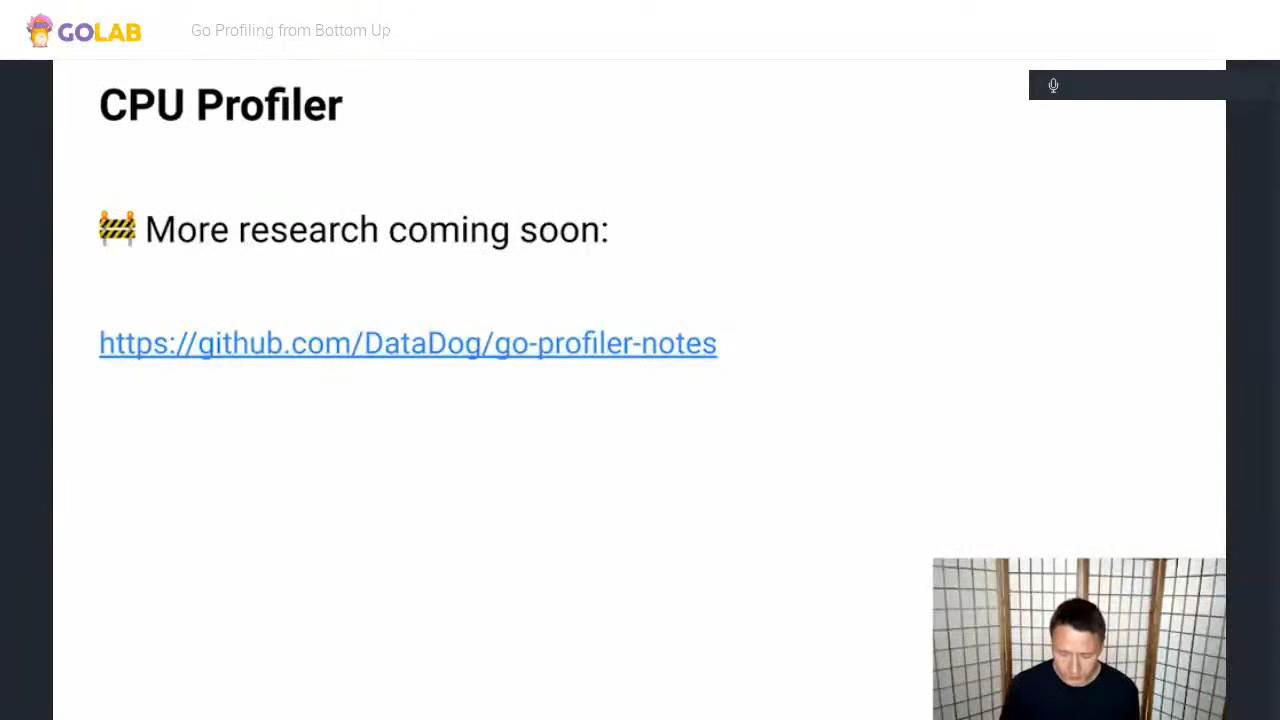 GOLAB
Go Profiling from Bottom Up
CPU Profiler
🚧 More research coming soon:
https://github.com/DataDog/go-profiler-notes